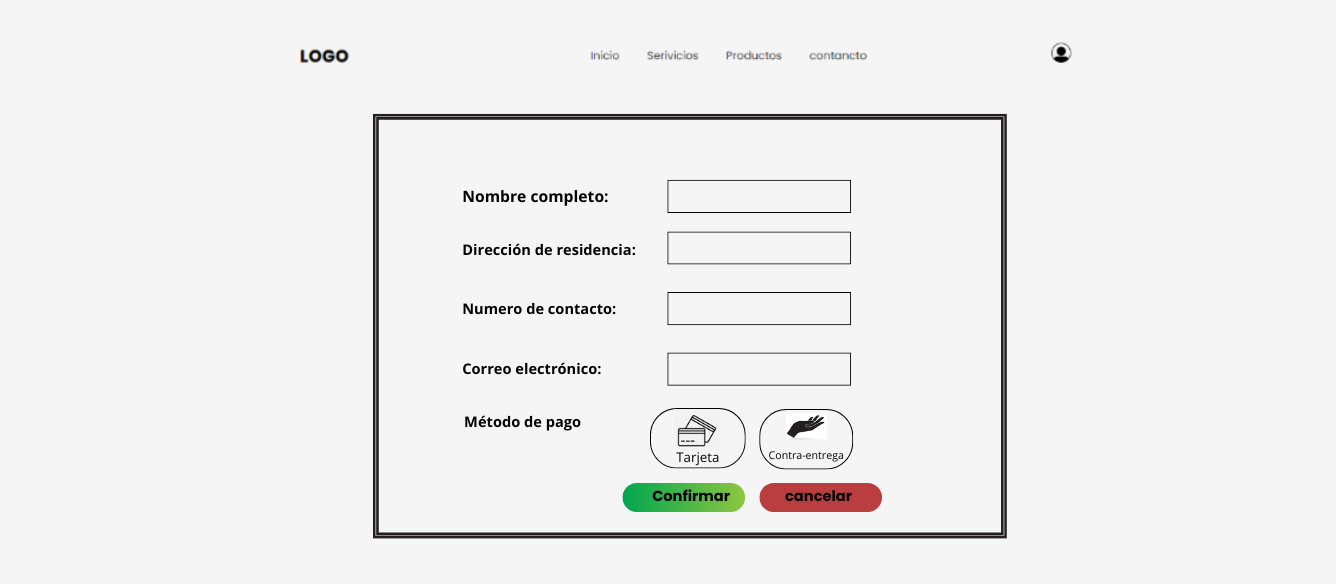 LOGO Inicio Serivicios Productos contancto
Nombre completo:
Dirección de residencia:
Numero de contacto:
Correo electrónico:
Método de pago
Tarjeta Contra-entrega
Confirmar cancelar